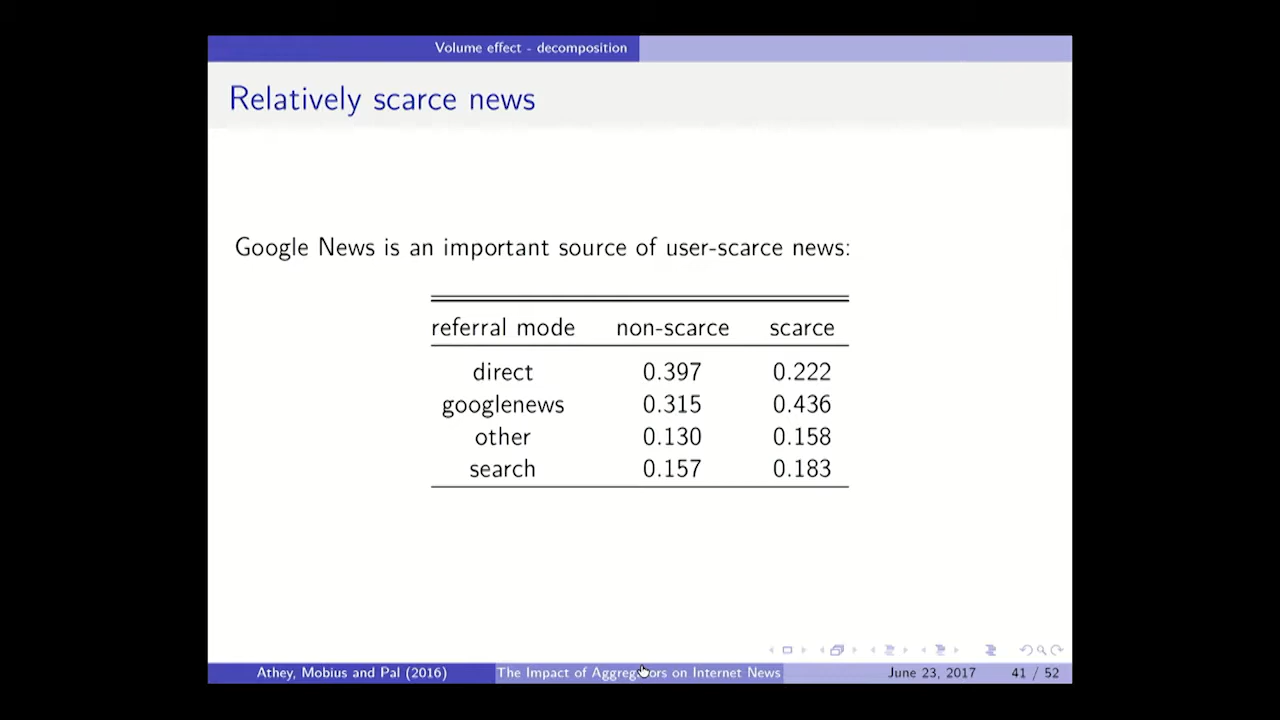 Volume effect - decomposition
Relatively scarce news
Google News is an important source of user-scarce news:
referral mode non-scarce scarce
direct 0.397 0.222
googlenews 0.315 0.436
other 0.130 0.158
search 0.157 0.183
Athey, Mobius and Pal (2016) The Impact of Aggregators on Internet News June 23, 2017 41 / 52